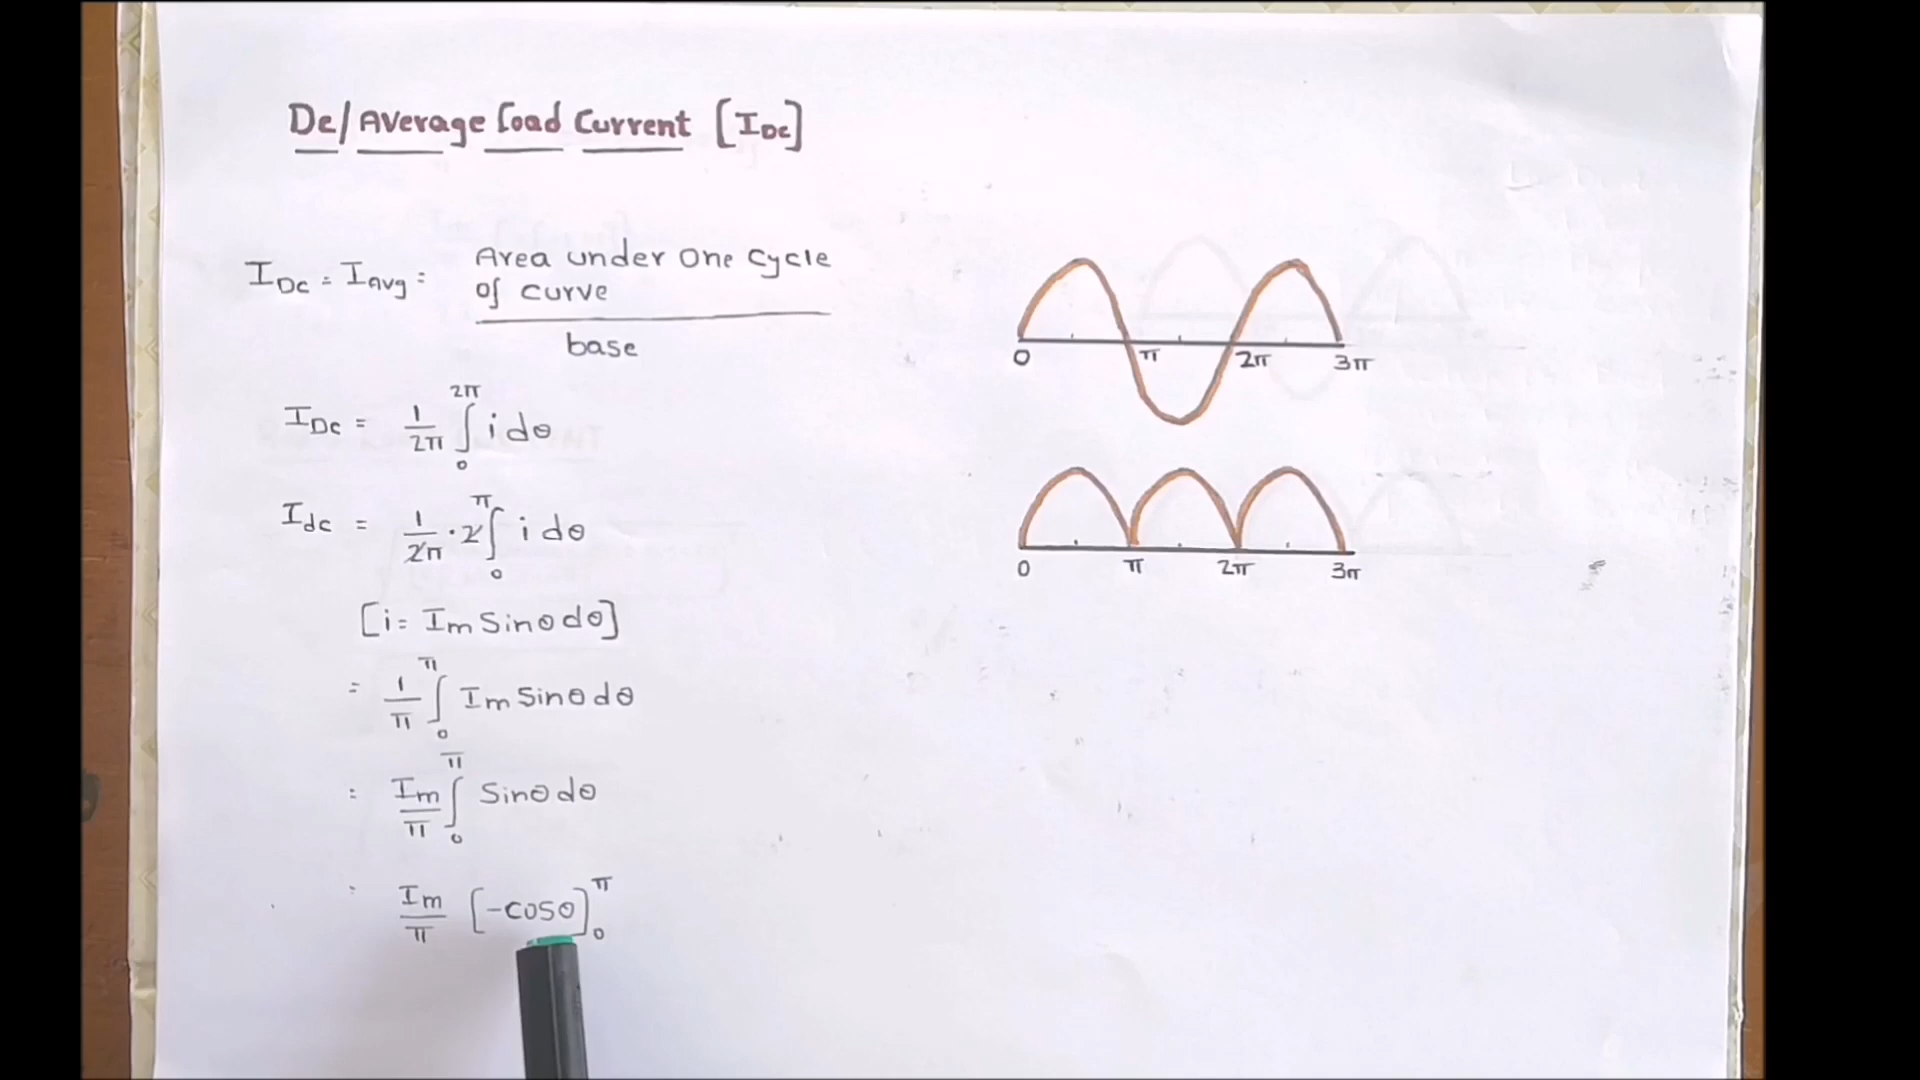 Dc/Average Load Current [IDc]
IDc = Iavg = Area under One Cycle of curve / base
IDc = 1/2π ∫₀^2π i dθ
Idc = 1/2π · 2 ∫₀^π i dθ
[i = Im Sinθ dθ]
= 1/π ∫₀^π Im Sinθ dθ
= Im/π ∫₀^π Sinθ dθ
= Im/π [-cosθ]₀^π
0 π 2π 3π
0 π 2π 3π